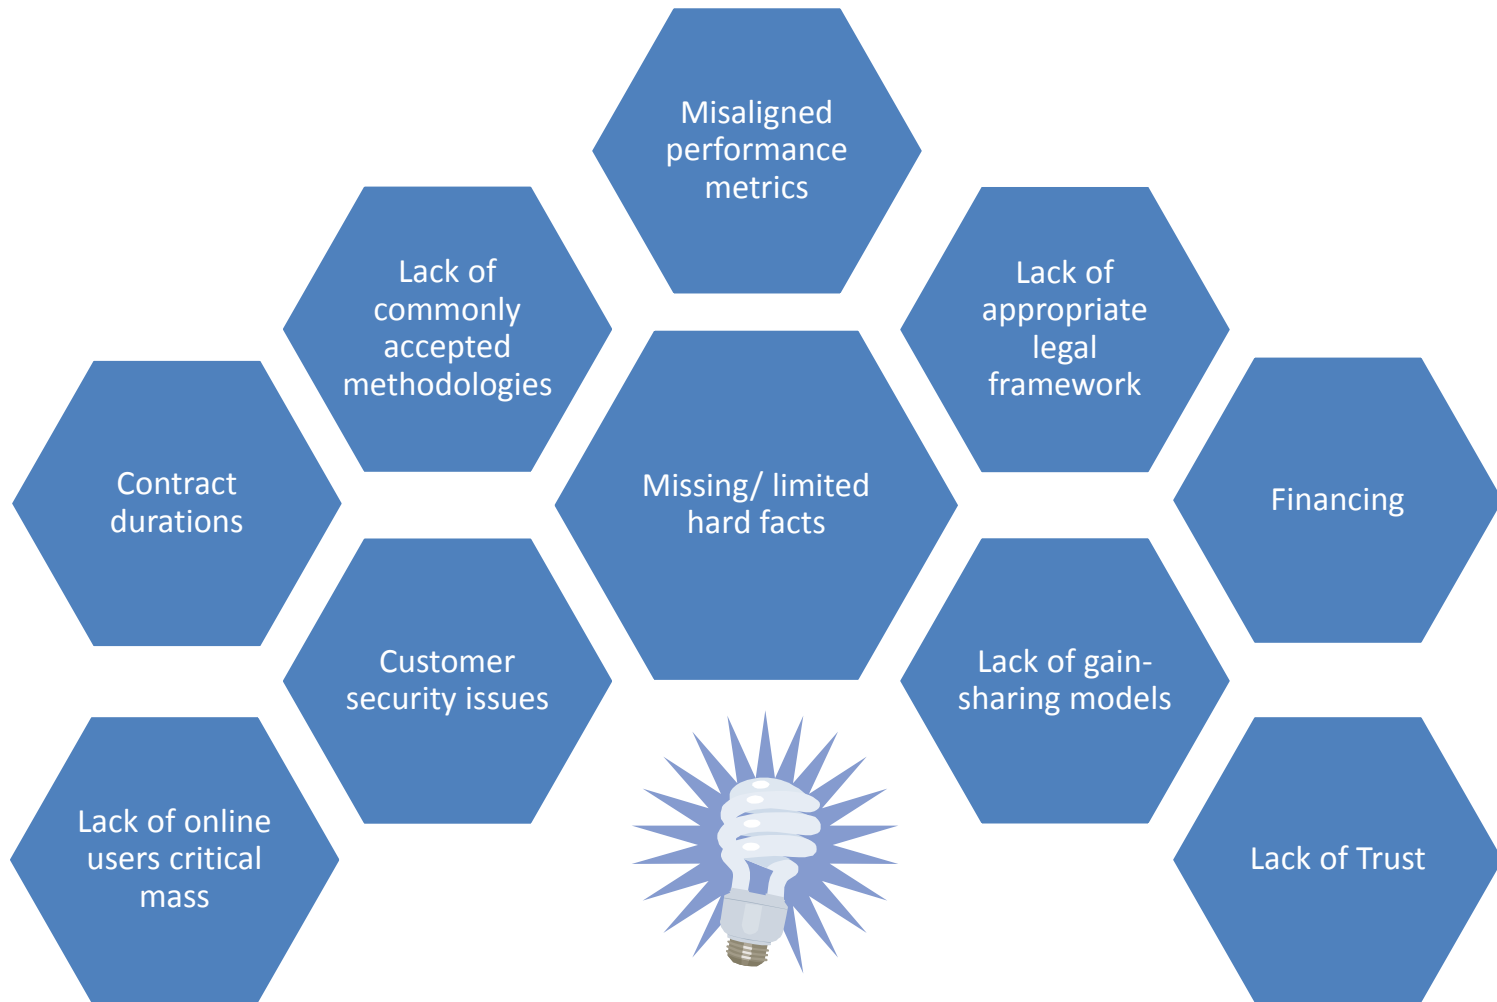 Misaligned
performance
metrics
Lack of
commonly
accepted
methodologies
Lack of
appropriate
legal
framework
Contract
durations
Missing/ limited
hard facts
Financing
Customer
security issues
Lack of gain-
sharing models
Lack of online
users critical
mass
Lack of Trust